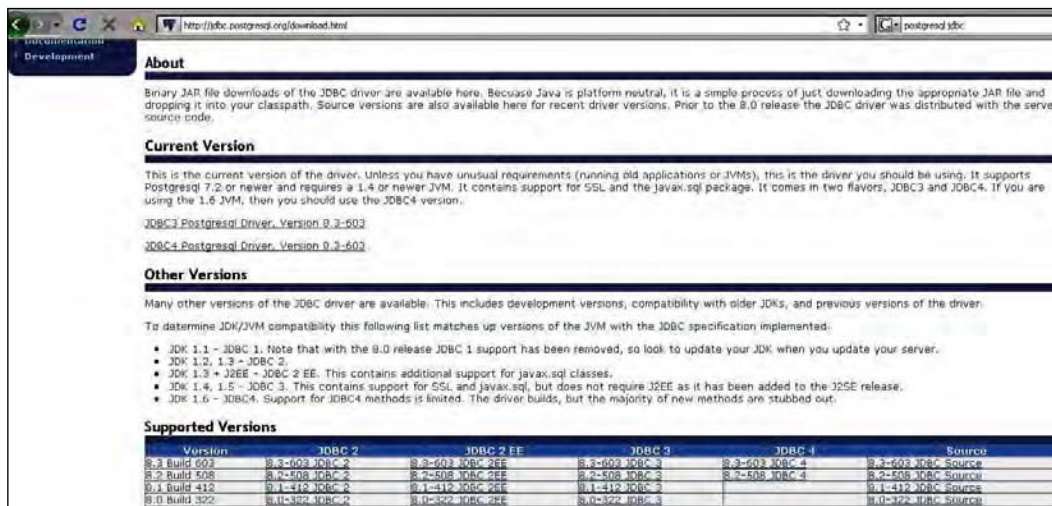 http://jdbc.postgresql.org/download.html
postgresql jdbc
Documentation
Development
About
Binary JAR file downloads of the JDBC driver are available here. Becuase Java is platform neutral, it is a simple process of just downloading the appropriate JAR file and
dropping it into your classpath. Source versions are also available here for recent driver versions. Prior to the 8.0 release the JDBC driver was distributed with the serve
source code.
Current Version
This is the current version of the driver. Unless you have unusual requirements (running old applications or JVMs), this is the driver you should be using. It supports
Postgresql 7.2 or newer and requires a 1.4 or newer JVM. It contains support for SSL and the javax.sql package. It comes in two flavors, JDBC3 and JDBC4. If you are
using the 1.6 JVM, then you should use the JDBC4 version.
JDBC3 Postgresql Driver, Version 8.3-603
JDBC4 Postgresql Driver, Version 8.3-603
Other Versions
Many other versions of the JDBC driver are available. This includes development versions, compatibility with older JDKs, and previous versions of the driver.
To determine JDK/JVM compatibility this following list matches up versions of the JVM with the JDBC specification implemented.
• JDK 1.1 - JDBC 1. Note that with the 8.0 release JDBC 1 support has been removed, so look to update your JDK when you update your server.
• JDK 1.2, 1.3 - JDBC 2.
• JDK 1.3 + J2EE - JDBC 2 EE. This contains additional support for javax.sql classes.
• JDK 1.4, 1.5 - JDBC 3. This contains support for SSL and javax.sql, but does not require J2EE as it has been added to the J2SE release.
• JDK 1.6 - JDBC4. Support for JDBC4 methods is limited. The driver builds, but the majority of new methods are stubbed out.
Supported Versions
Version JDBC 2 JDBC 2 EE JDBC 3 JDBC 4 Source
8.3 Build 603 8.3-603 JDBC 2 8.3-603 JDBC 2EE 8.3-603 JDBC 3 8.3-603 JDBC 4 8.3-603 JDBC Source
8.2 Build 508 8.2-508 JDBC 2 8.2-508 JDBC 2EE 8.2-508 JDBC 3 8.2-508 JDBC 4 8.2-508 JDBC Source
8.1 Build 412 8.1-412 JDBC 2 8.1-412 JDBC 2EE 8.1-412 JDBC 3 8.1-412 JDBC Source
8.0 Build 322 8.0-322 JDBC 2 8.0-322 JDBC 2EE 8.0-322 JDBC 3 8.0-322 JDBC Source